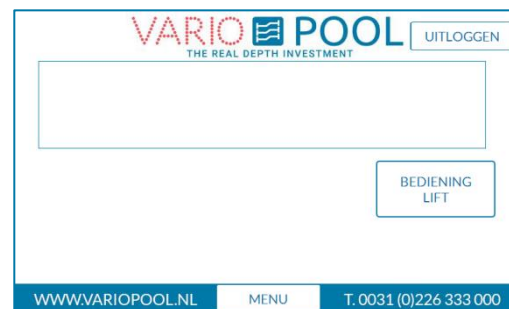 VARIO POOL
THE REAL DEPTH INVESTMENT
UITLOGGEN
BEDIENING
LIFT
WWW.VARIOPOOL.NL
MENU
T. 0031 (0)226 333 000